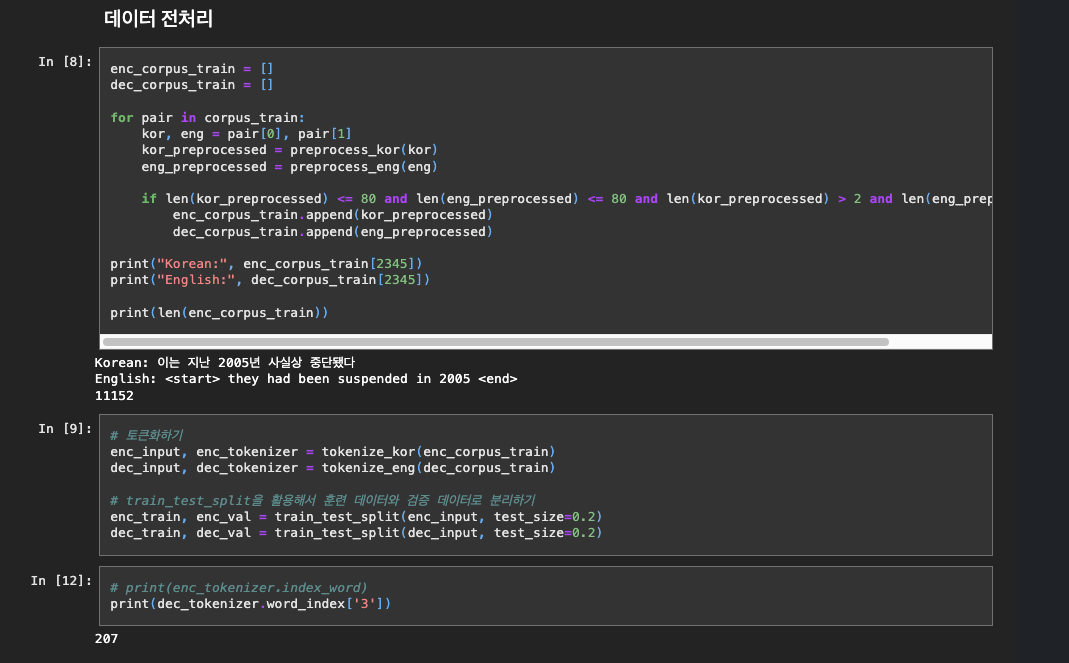 데이터 전처리
In [8]:
enc_corpus_train = []
dec_corpus_train = []
for pair in corpus_train:
kor, eng = pair[0], pair[1]
kor_preprocessed = preprocess_kor(kor)
eng_preprocessed = preprocess_eng(eng)
if len(kor_preprocessed) <= 80 and len(eng_preprocessed) <= 80 and len(kor_preprocessed) > 2 and len(eng_prep
enc_corpus_train.append(kor_preprocessed)
dec_corpus_train.append(eng_preprocessed)
print("Korean:", enc_corpus_train[2345])
print("English:", dec_corpus_train[2345])
print(len(enc_corpus_train))
Korean: 이는 지난 2005년 사실상 중단됐다
English: <start> they had been suspended in 2005 <end>
11152
In [9]:
# 토큰화하기
enc_input, enc_tokenizer = tokenize_kor(enc_corpus_train)
dec_input, dec_tokenizer = tokenize_eng(dec_corpus_train)
# train_test_split을 활용해서 훈련 데이터와 검증 데이터로 분리하기
enc_train, enc_val = train_test_split(enc_input, test_size=0.2)
dec_train, dec_val = train_test_split(dec_input, test_size=0.2)
In [12]:
# print(enc_tokenizer.index_word)
print(dec_tokenizer.word_index['3'])
207